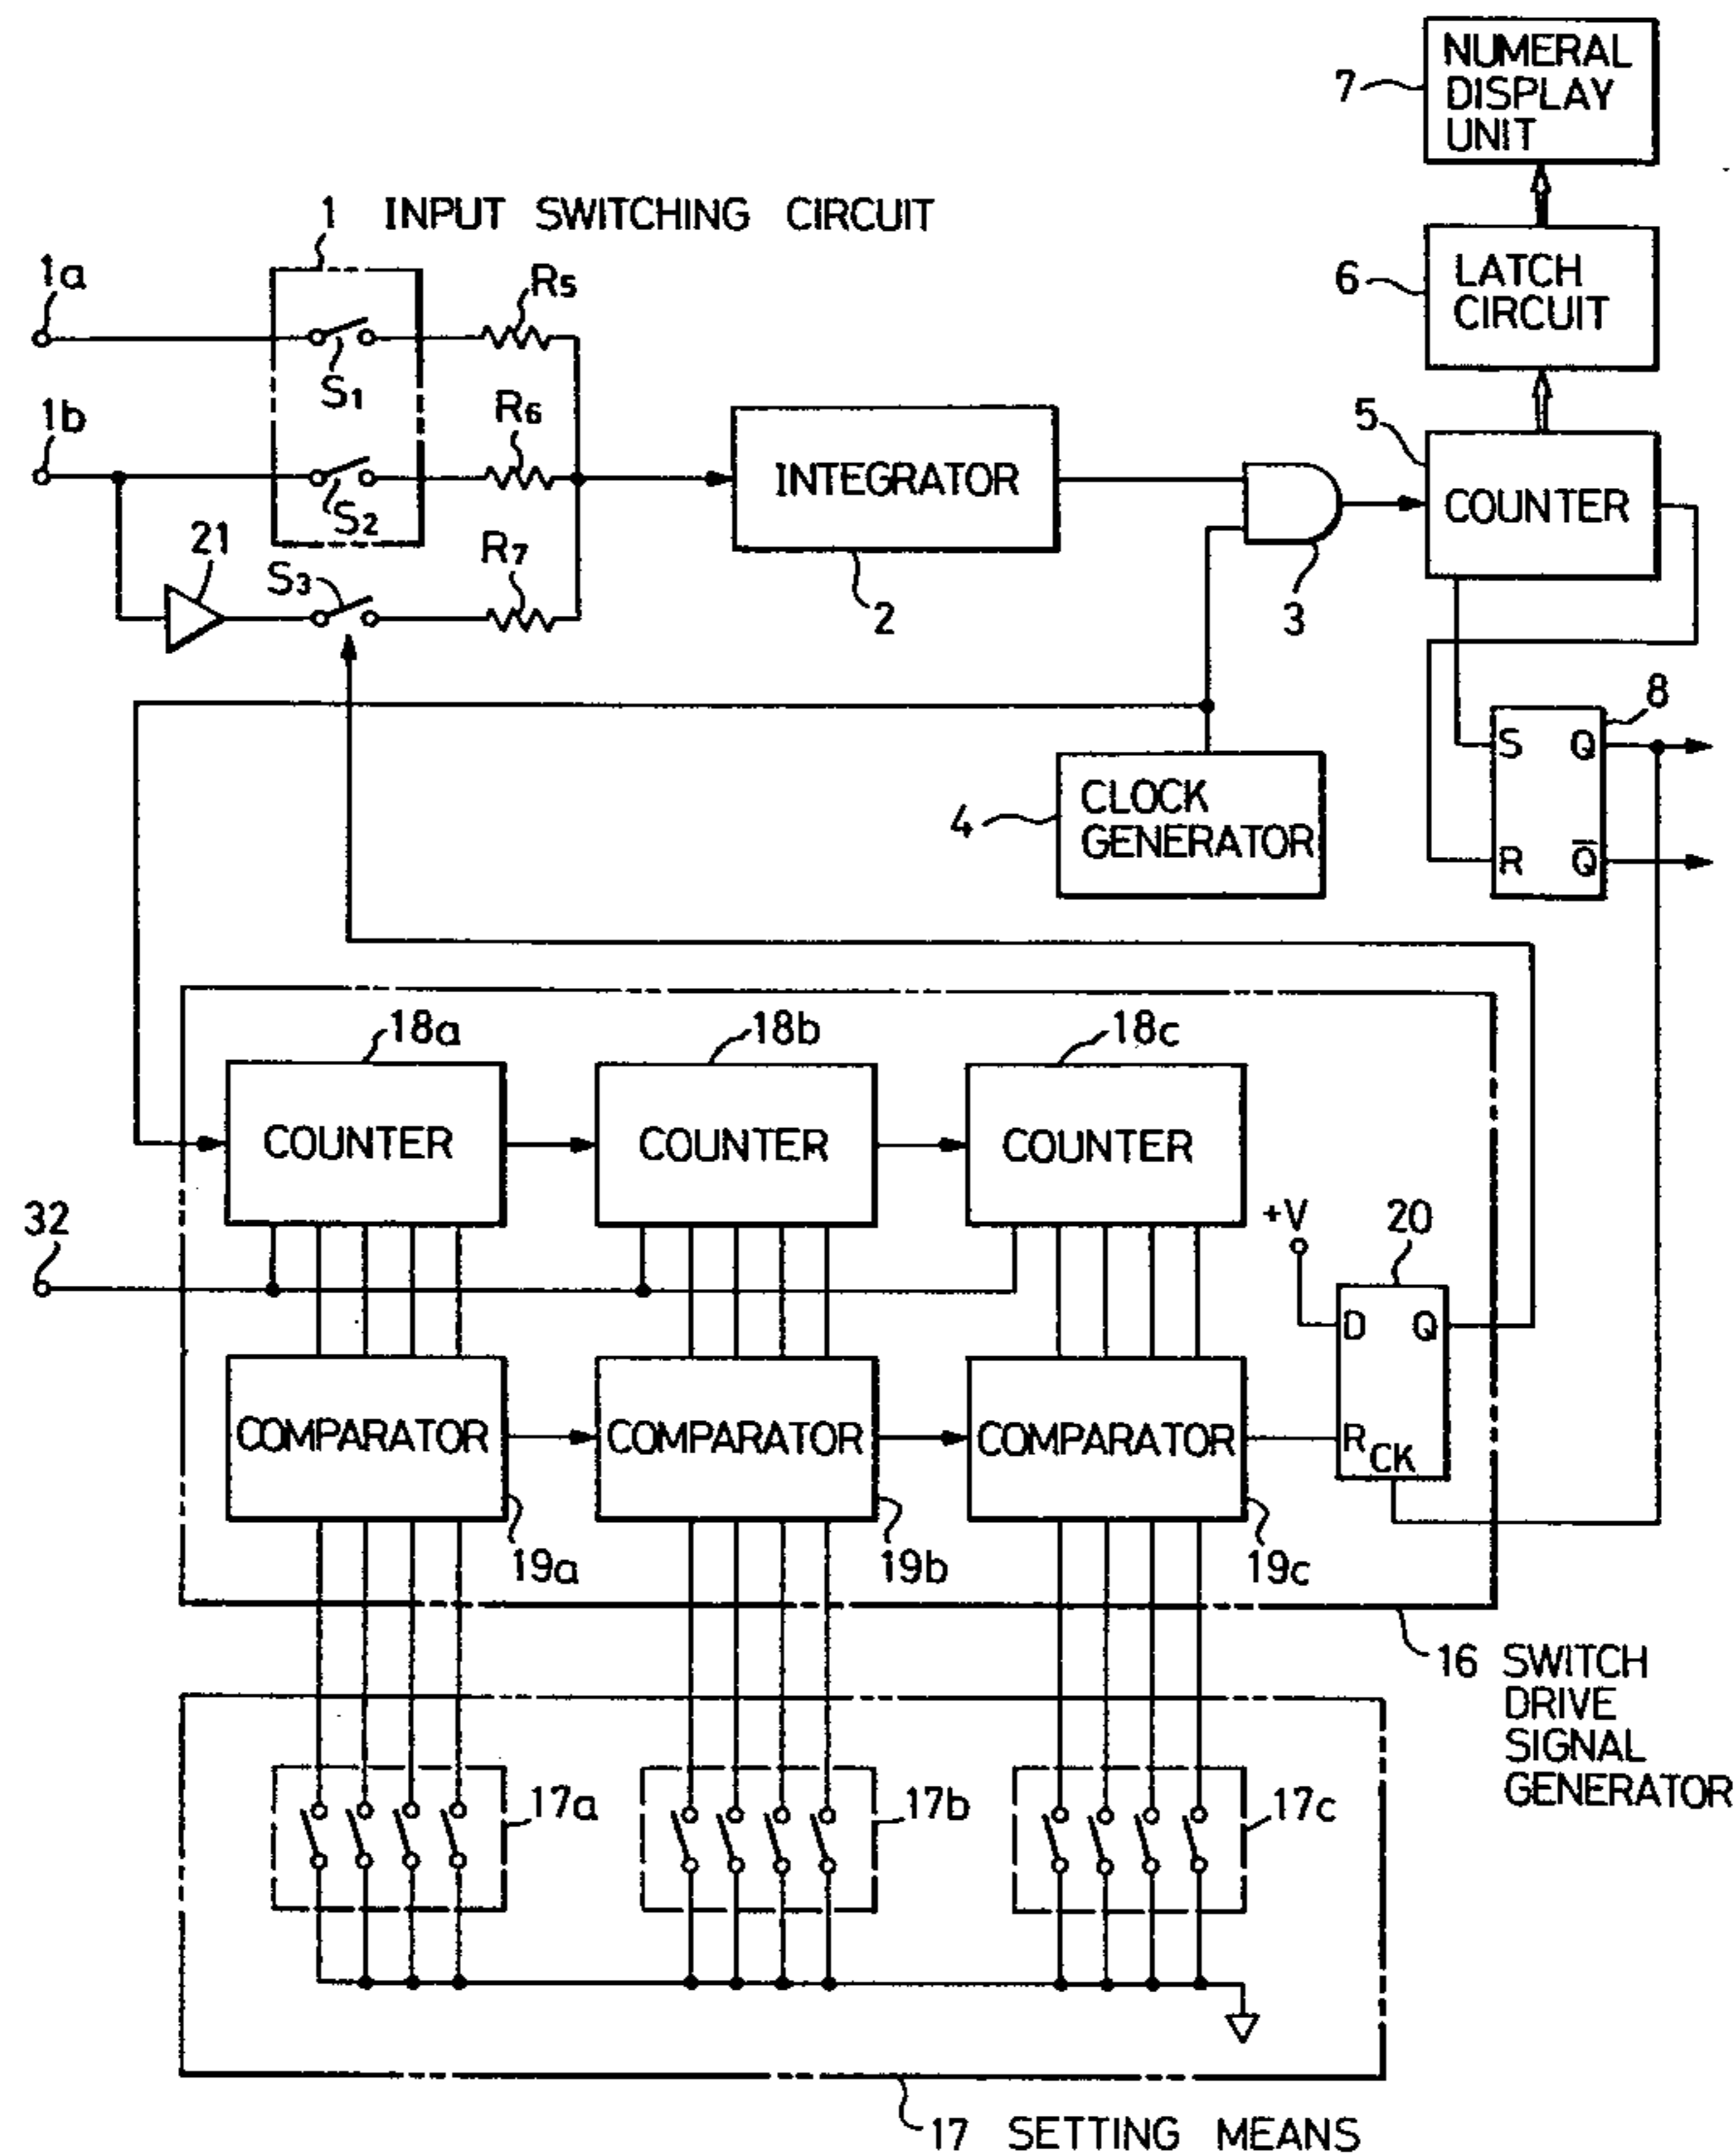 NUMERAL
DISPLAY
UNIT
7
1 INPUT SWITCHING CIRCUIT
LATCH
CIRCUIT
6
1a
R5
S1
1b
R6
5
INTEGRATOR
COUNTER
S2
21
R7
S3
2
3
8
S Q
CLOCK
GENERATOR
4
R Q̅
18a
18b
18c
COUNTER
COUNTER
COUNTER
32
+V
20
D Q
COMPARATOR
COMPARATOR
COMPARATOR
R
CK
19a
19b
19c
16 SWITCH
DRIVE
SIGNAL
GENERATOR
17a
17b
17c
17 SETTING MEANS